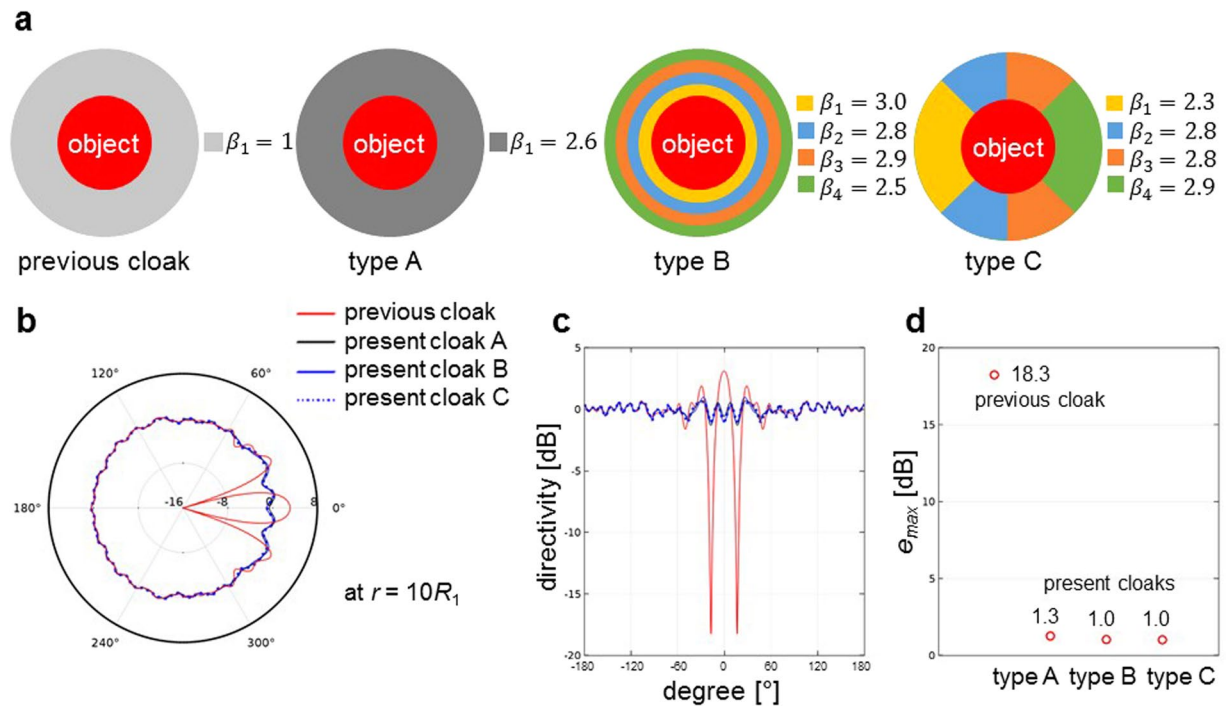 a
object
β₁ = 1
previous cloak
object
β₁ = 2.6
type A
object
β₁ = 3.0
β₂ = 2.8
β₃ = 2.9
β₄ = 2.5
type B
object
β₁ = 2.3
β₂ = 2.8
β₃ = 2.8
β₄ = 2.9
type C
b
previous cloak
present cloak A
present cloak B
present cloak C
120°
60°
180°
-16
-8
0
8
0°
240°
300°
at r = 10R₁
c
directivity [dB]
5
0
-5
-10
-15
-20
-180
-120
-60
0
60
120
180
degree [°]
d
eₘₐₓ [dB]
20
15
10
5
0
18.3
previous cloak
present cloaks
1.3
1.0
1.0
type A
type B
type C